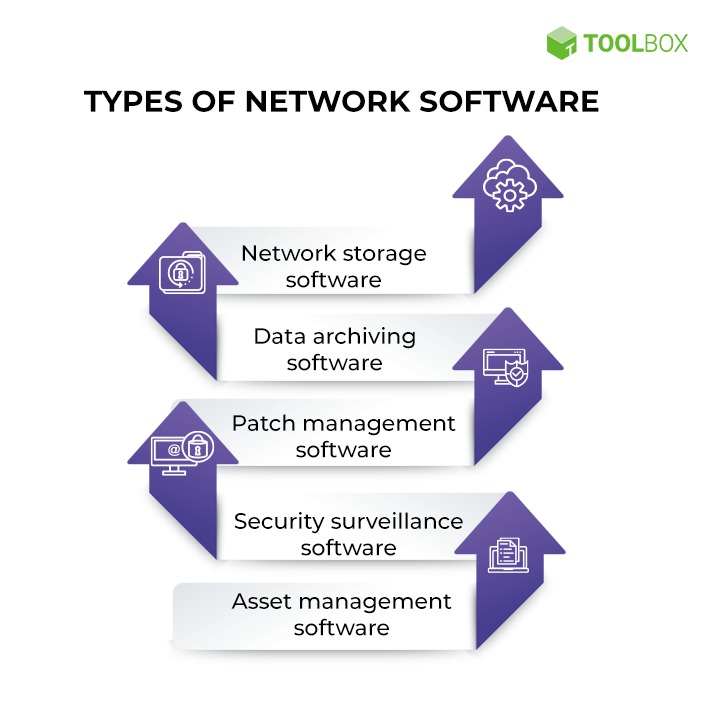 TOOLBOX
TYPES OF NETWORK SOFTWARE
Network storage
software
Data archiving
software
Patch management
software
@
Security surveillance
software
Asset management
software